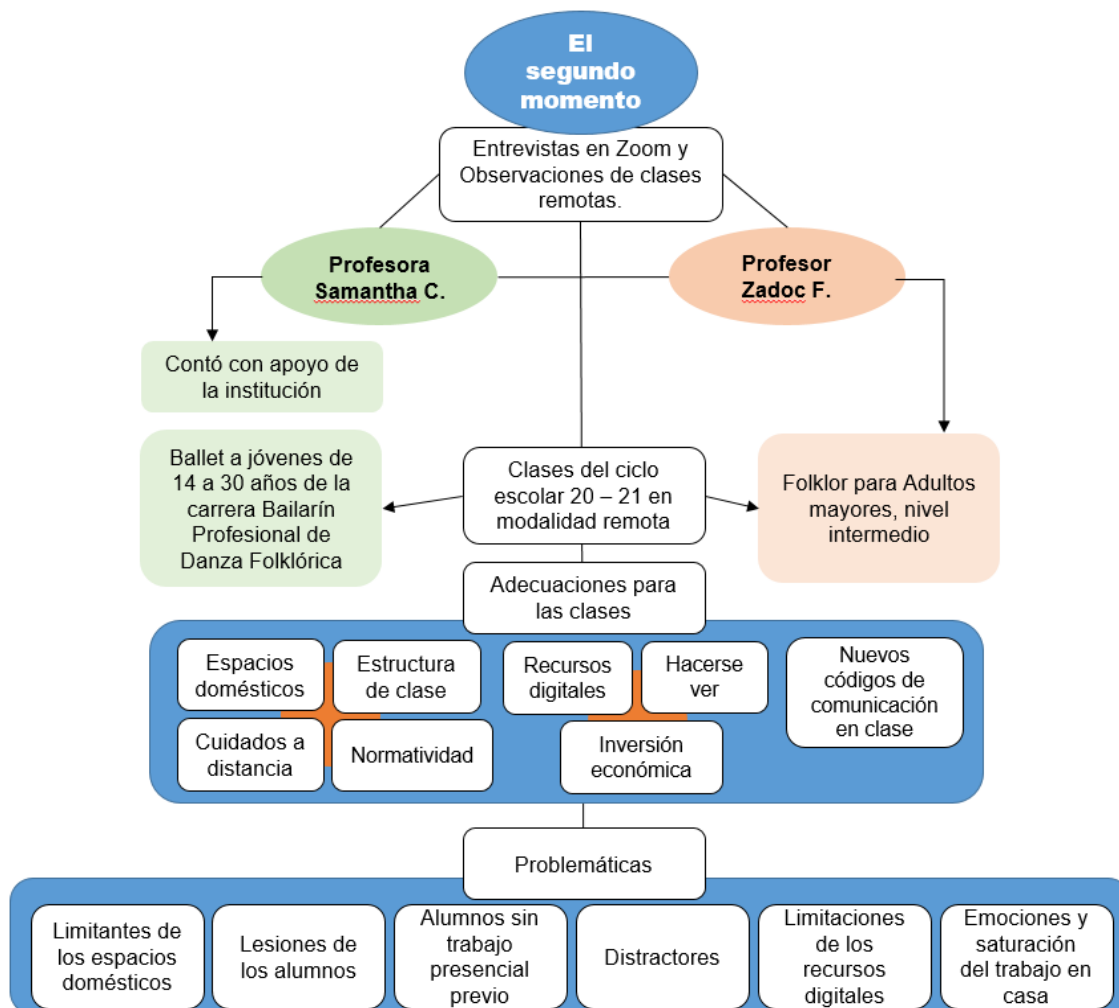 El
segundo
momento
Entrevistas en Zoom y
Observaciones de clases
remotas.
Profesora
Samantha C.
Profesor
Zadoc F.
Contó con apoyo de
la institución
Ballet a jóvenes de
14 a 30 años de la
carrera Bailarín
Profesional de
Danza Folklórica
Clases del ciclo
escolar 20 – 21 en
modalidad remota
Folklor para Adultos
mayores, nivel
intermedio
Adecuaciones para
las clases
Espacios
domésticos
Estructura
de clase
Cuidados a
distancia
Normatividad
Recursos
digitales
Hacerse
ver
Inversión
económica
Nuevos
códigos de
comunicación
en clase
Problemáticas
Limitantes de
los espacios
domésticos
Lesiones de
los alumnos
Alumnos sin
trabajo
presencial
previo
Distractores
Limitaciones
de los
recursos
digitales
Emociones y
saturación
del trabajo en
casa